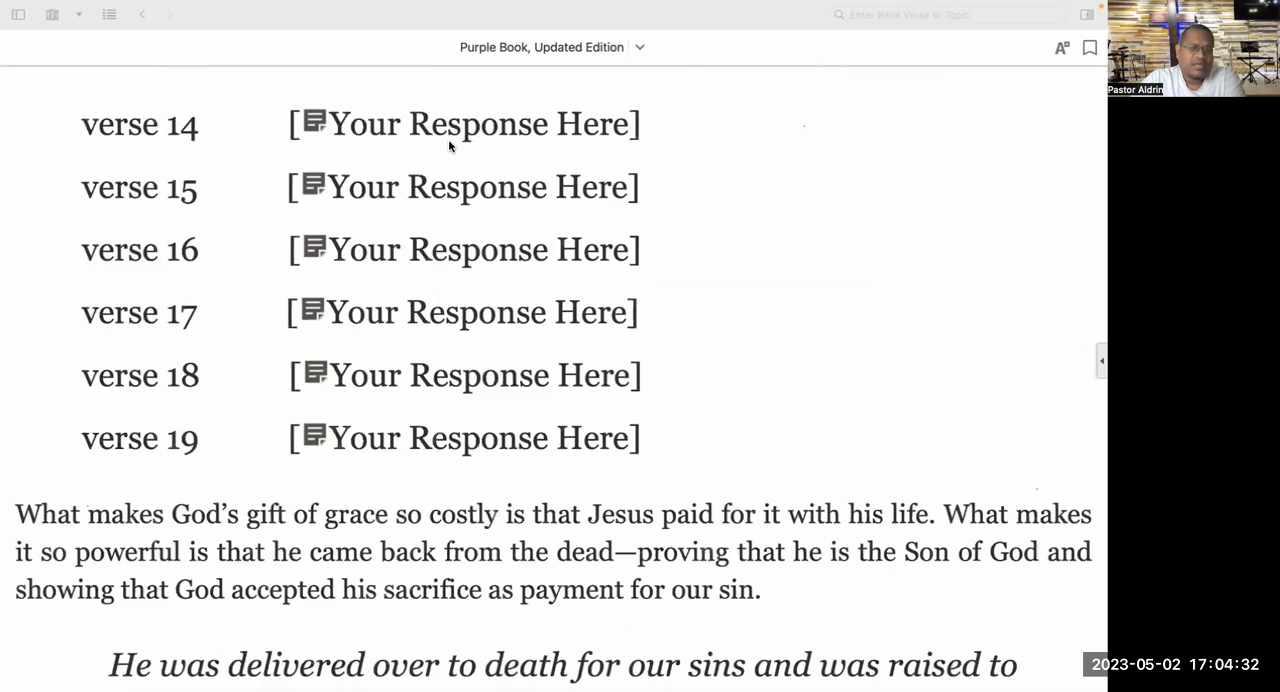 Enter Bible Verse or Topic
Purple Book, Updated Edition
Pastor Aldrin
verse 14 [Your Response Here]
verse 15 [Your Response Here]
verse 16 [Your Response Here]
verse 17 [Your Response Here]
verse 18 [Your Response Here]
verse 19 [Your Response Here]
What makes God’s gift of grace so costly is that Jesus paid for it with his life. What makes
it so powerful is that he came back from the dead—proving that he is the Son of God and
showing that God accepted his sacrifice as payment for our sin.
He was delivered over to death for our sins and was raised to
2023-05-02 17:04:32